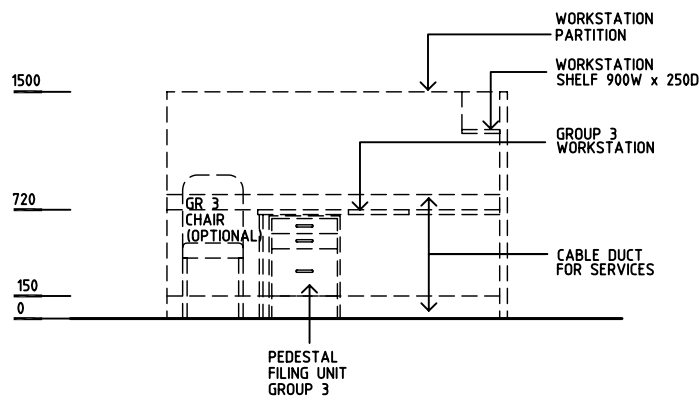 WORKSTATION
PARTITION
WORKSTATION
SHELF 900W x 250D
1500
GROUP 3
WORKSTATION
720
GR 3
CHAIR
(OPTIONAL)
CABLE DUCT
FOR SERVICES
150
0
PEDESTAL
FILING UNIT
GROUP 3